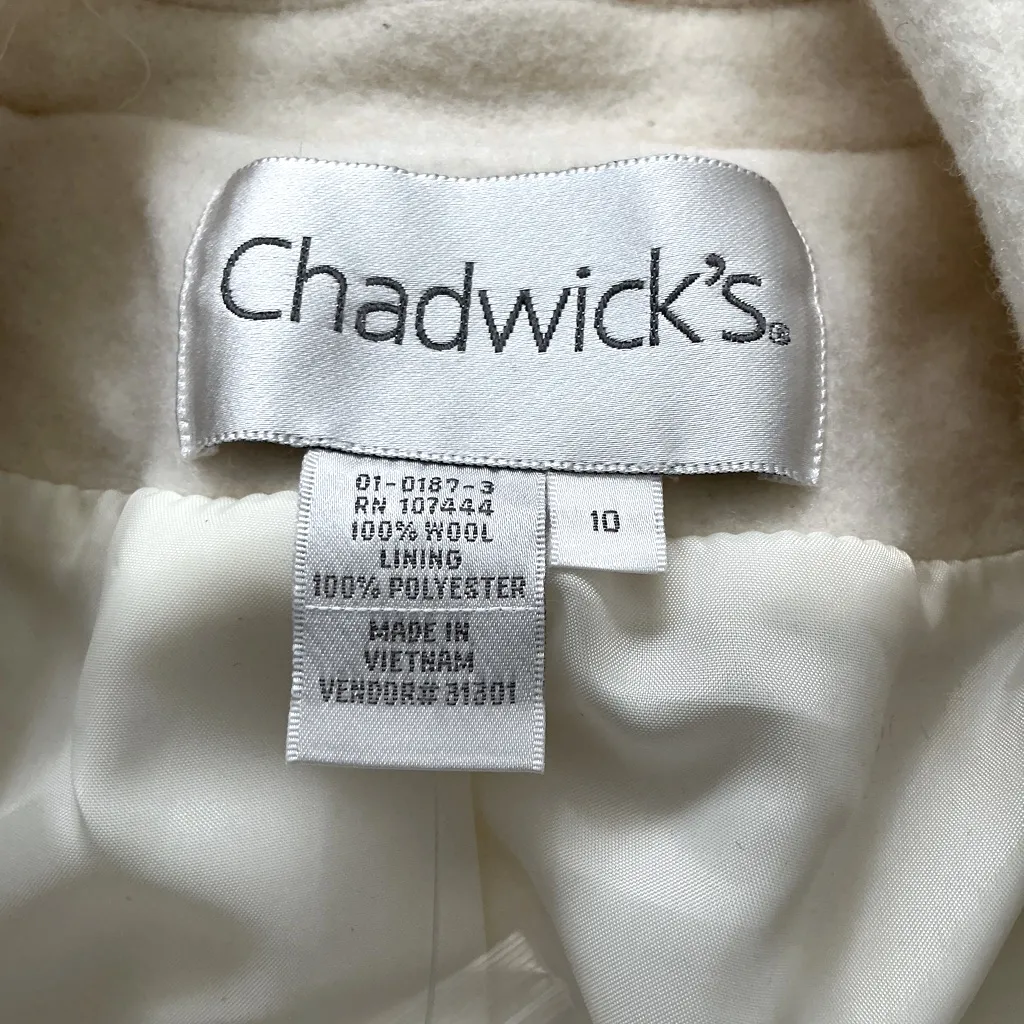 Chadwick's®
01-0187-3
RN 107444
100% WOOL
LINING
100% POLYESTER
MADE IN
VIETNAM
VENDOR# 31301
10